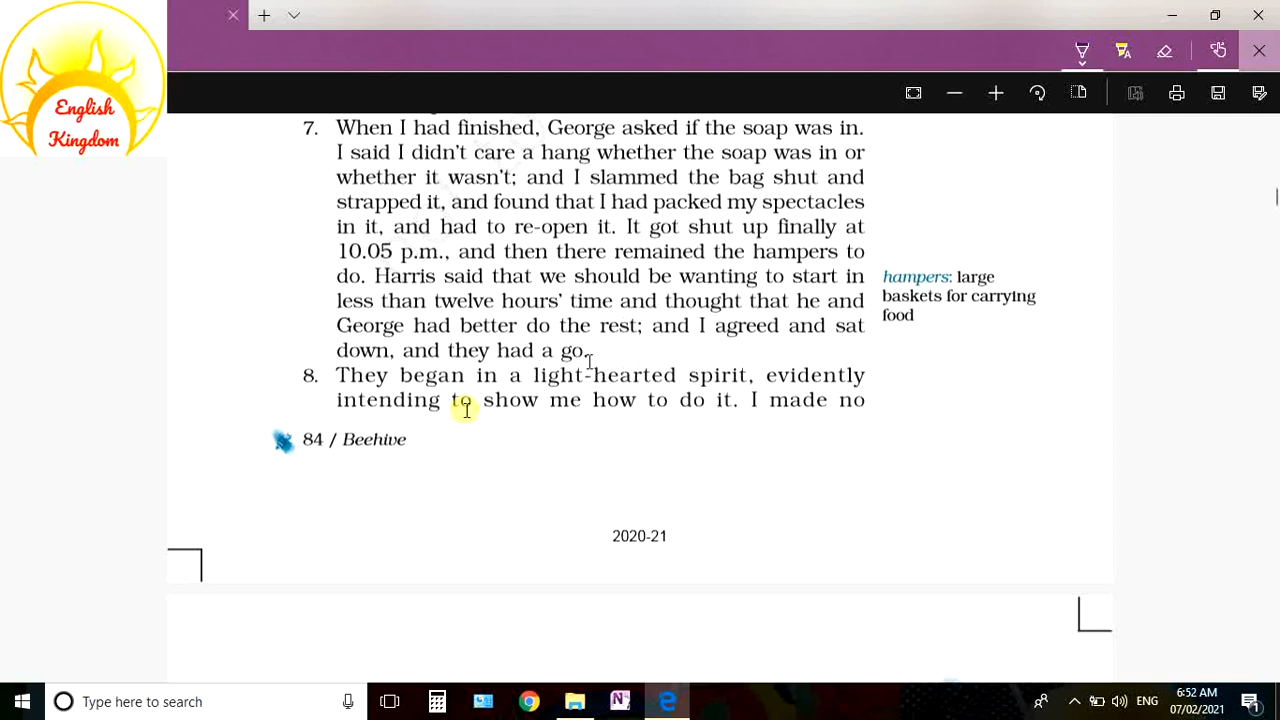 English
Kingdom
7. When I had finished, George asked if the soap was in.
I said I didn't care a hang whether the soap was in or
whether it wasn't; and I slammed the bag shut and
strapped it, and found that I had packed my spectacles
in it, and had to re-open it. It got shut up finally at
10.05 p.m., and then there remained the hampers to
do. Harris said that we should be wanting to start in
less than twelve hours' time and thought that he and
George had better do the rest; and I agreed and sat
down, and they had a go.
hampers: large
baskets for carrying
food
8. They began in a light-hearted spirit, evidently
intending to show me how to do it. I made no
84 / Beehive
2020-21
Type here to search
ENG
6:52 AM
07/02/2021